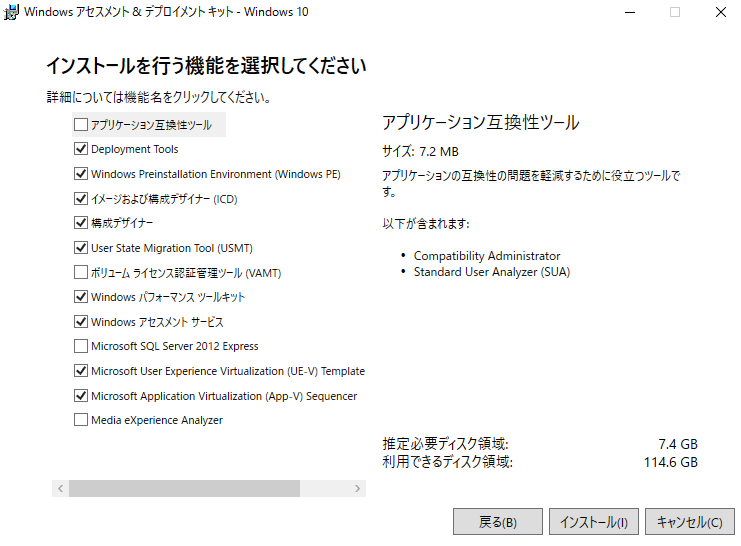 Windows アセスメント & デプロイメント キット - Windows 10
インストールを行う機能を選択してください
詳細については機能名をクリックしてください。
アプリケーション互換性ツール
Deployment Tools
Windows Preinstallation Environment (Windows PE)
イメージおよび構成デザイナー (ICD)
構成デザイナー
User State Migration Tool (USMT)
ボリューム ライセンス認証管理ツール (VAMT)
Windows パフォーマンス ツールキット
Windows アセスメント サービス
Microsoft SQL Server 2012 Express
Microsoft User Experience Virtualization (UE-V) Template
Microsoft Application Virtualization (App-V) Sequencer
Media eXperience Analyzer
アプリケーション互換性ツール
サイズ: 7.2 MB
アプリケーションの互換性の問題を軽減するために役立つツールで
す。
以下が含まれます:
• Compatibility Administrator
• Standard User Analyzer (SUA)
推定必要ディスク領域: 7.4 GB
利用できるディスク領域: 114.6 GB
戻る(B) インストール(I) キャンセル(C)